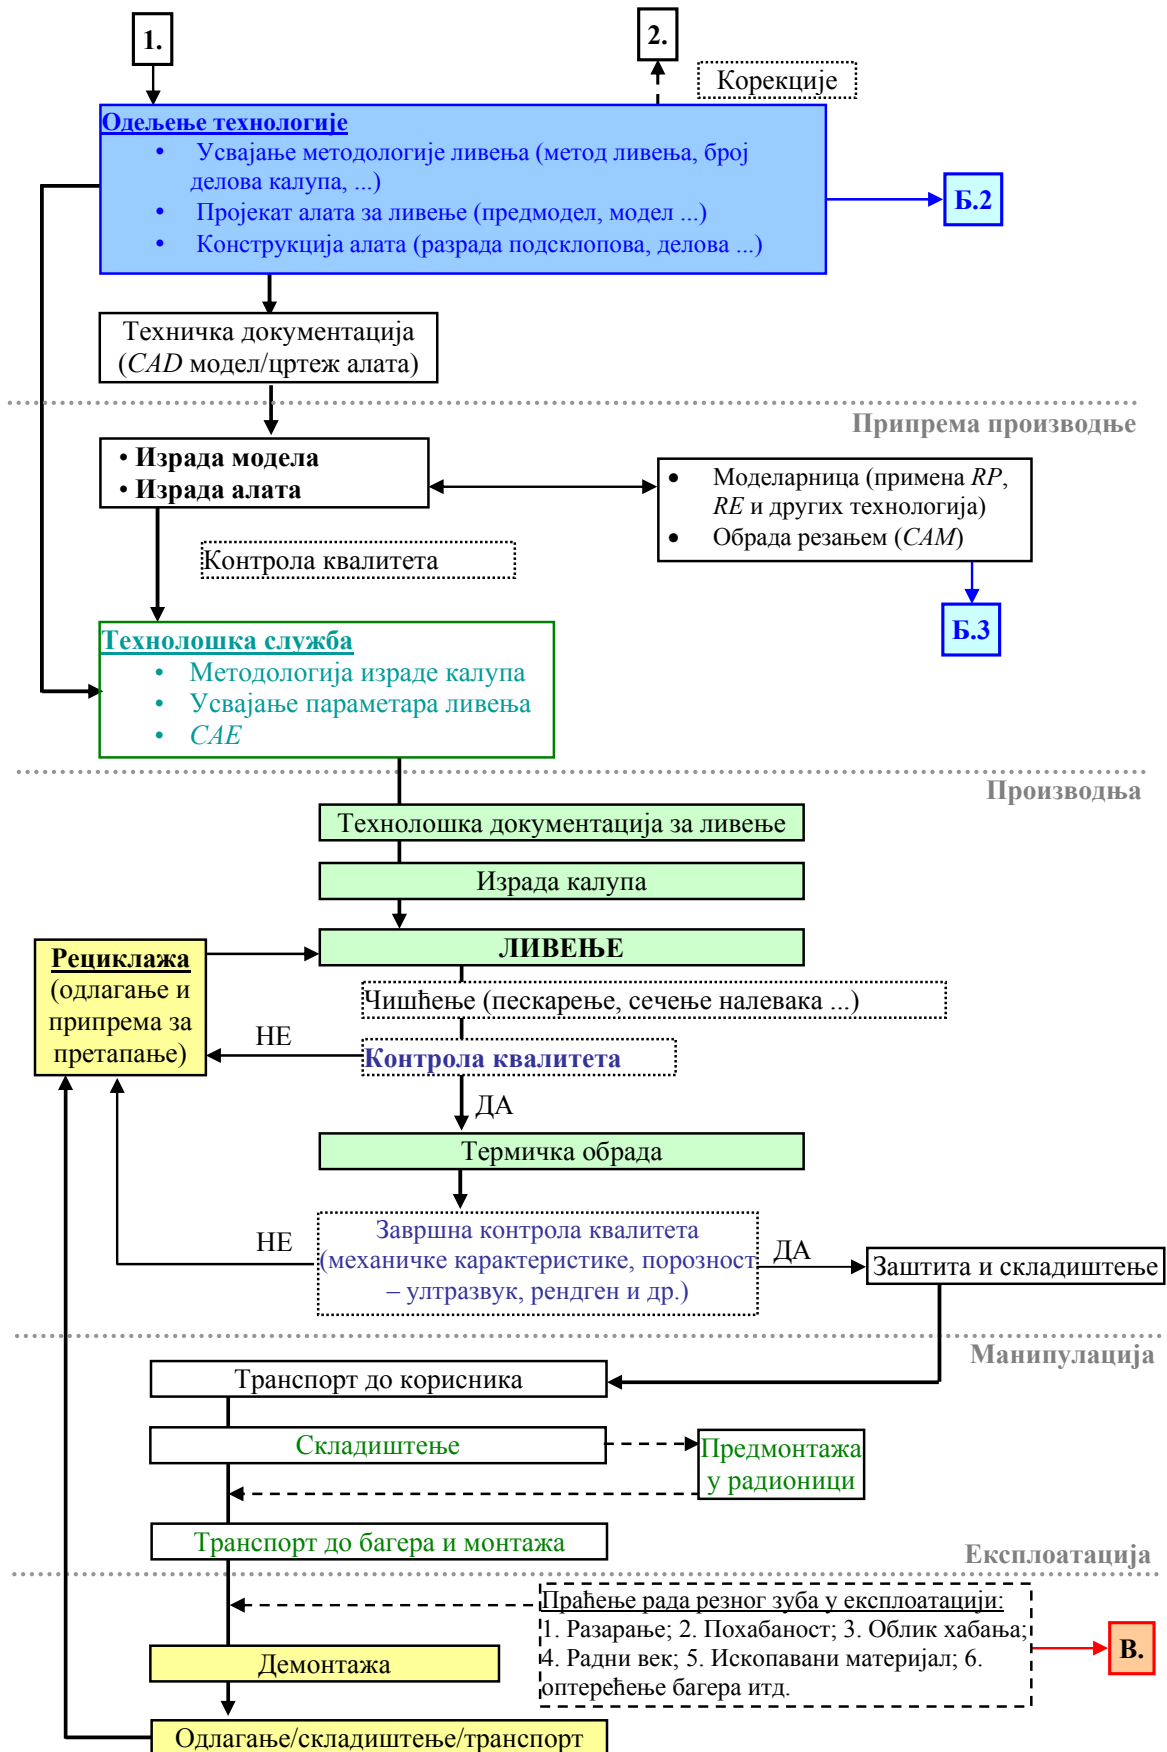 1.
2.
Корекције
Одељење технологије
• Усвајање методологије ливења (метод ливења, број
делова калупа, ...)
• Пројекат алата за ливење (предмодел, модел ...)
• Конструкција алата (разрада подсклопова, делова ...)
Б.2
Техничка документација
(CAD модел/цртеж алата)
Припрема производње
• Израда модела
• Израда алата
• Моделарница (примена RP,
RE и других технологија)
• Обрада резањем (CAM)
Контрола квалитета
Б.3
Технолошка служба
• Методологија израде калупа
• Усвајање параметара ливења
• CAE
Производња
Технолошка документација за ливење
Израда калупа
ЛИВЕЊЕ
Рециклажа
(одлагање и
припрема за
претапање)
Чишћење (пескарење, сечење налевака ...)
НЕ
Контрола квалитета
ДА
Термичка обрада
Завршна контрола квалитета
(механичке карактеристике, порозност
– ултразвук, рендген и др.)
НЕ
ДА
Заштита и складиштење
Манипулација
Транспорт до корисника
Складиштење
Предмонтажа
у радионици
Транспорт до багера и монтажа
Експлоатација
Праћење рада резног зуба у експлоатацији:
1. Разарање; 2. Похабаност; 3. Облик хабања;
4. Радни век; 5. Ископавани материјал; 6.
оптерећење багера итд.
В.
Демонтажа
Одлагање/складиштење/транспорт